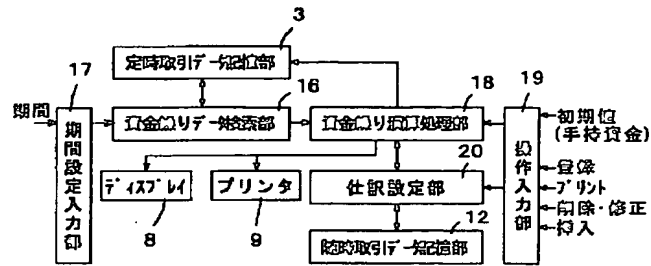 3
定時取引データ記憶部
17
16
18
19
期間
期間設定入力部
資金繰りデータ検索部
資金繰り演算処理部
操作入力部
初期値
(手持資金)
20
ディスプレイ
プリンタ
仕訳設定部
登録
プリント
削除・修正
挿入
8
9
12
随時取引データ記憶部